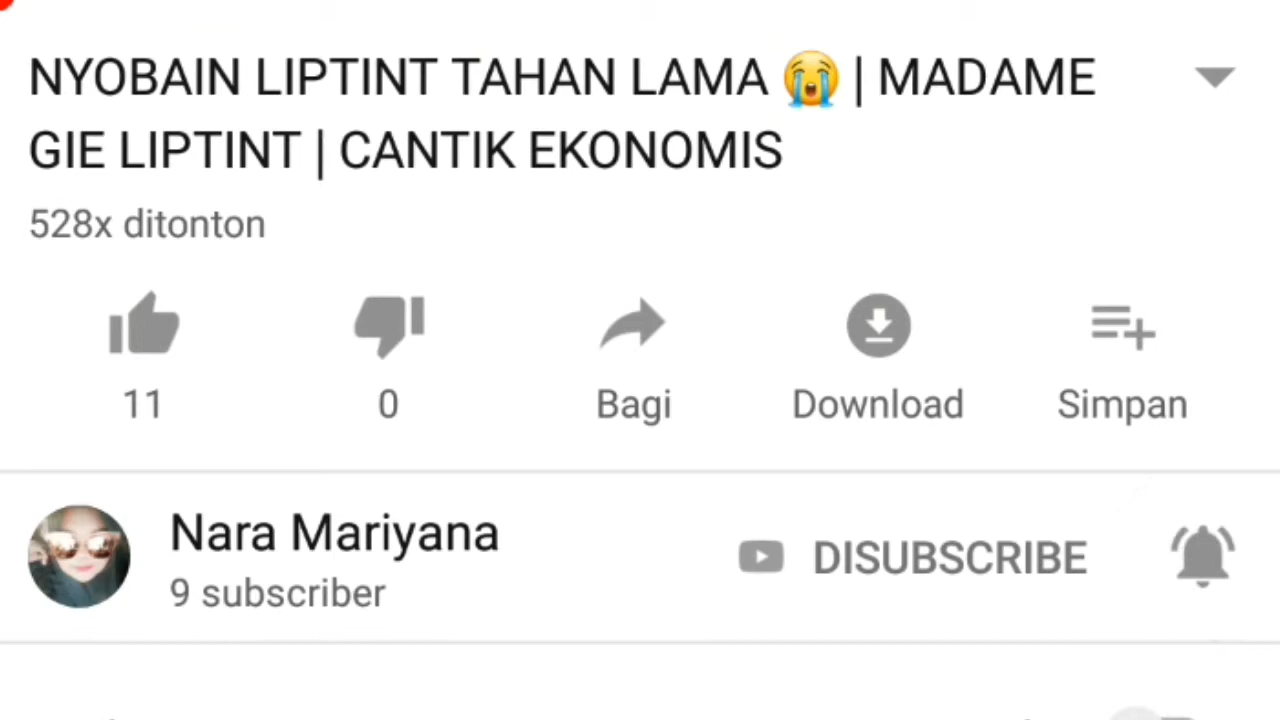 NYOBAIN LIPTINT TAHAN LAMA 😭 | MADAME
GIE LIPTINT | CANTIK EKONOMIS
528x ditonton
11
0
Bagi
Download
Simpan
Nara Mariyana
9 subscriber
DISUBSCRIBE